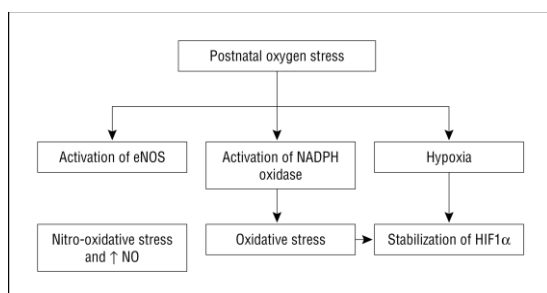 Postnatal oxygen stress
Activation of eNOS
Activation of NADPH
oxidase
Hypoxia
Nitro-oxidative stress
and ↑ NO
Oxidative stress
Stabilization of HIF1α